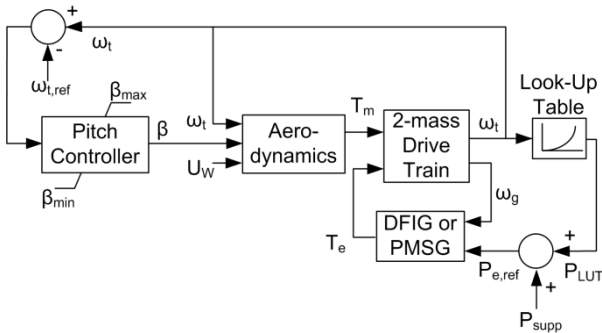 +
ω_t
-
ω_t,ref
β_max
Pitch
Controller
β_min
β
ω_t
U_W
Aero-
dynamics
T_m
2-mass
Drive
Train
ω_t
Look-Up
Table
ω_g
T_e
DFIG or
PMSG
P_e,ref
+
P_LUT
+
P_supp